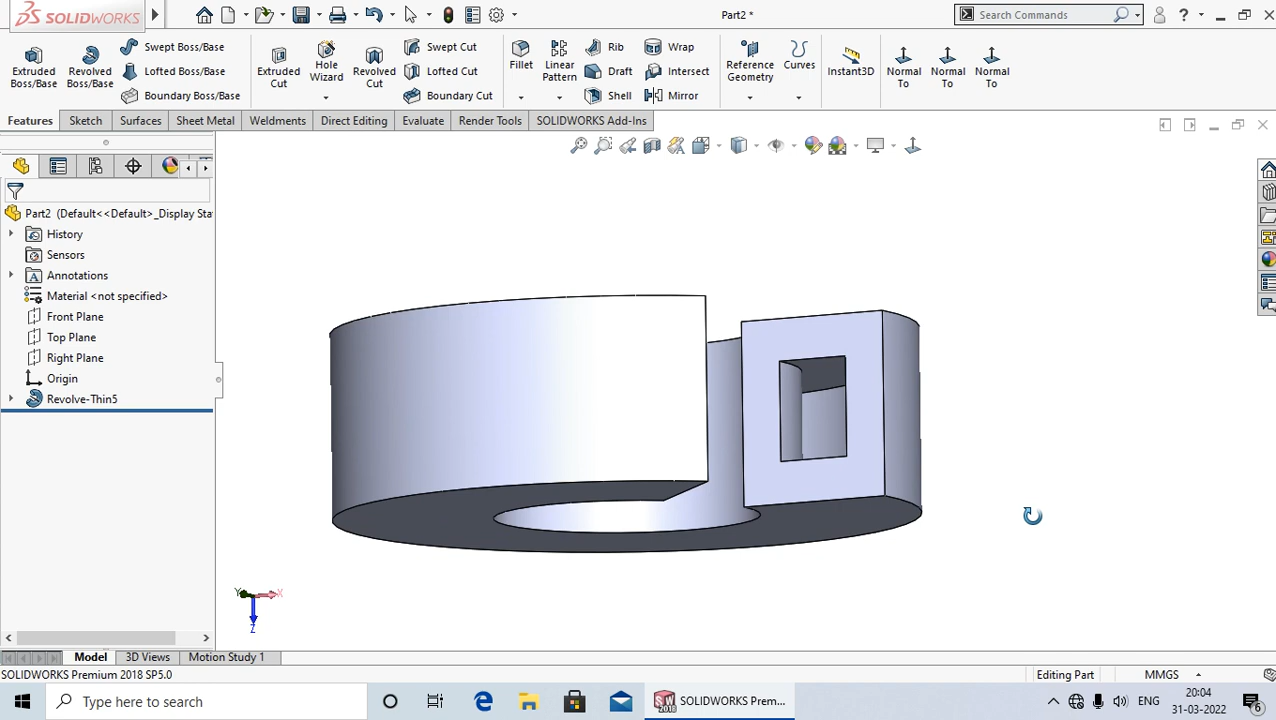 DS SOLIDWORKS
Part2 *
Search Commands
?
Extruded Boss/Base
Revolved Boss/Base
Swept Boss/Base
Lofted Boss/Base
Boundary Boss/Base
Extruded Cut
Hole Wizard
Revolved Cut
Swept Cut
Lofted Cut
Boundary Cut
Fillet
Linear Pattern
Rib
Draft
Shell
Wrap
Intersect
Mirror
Reference Geometry
Curves
Instant3D
Normal To
Normal To
Normal To
Features Sketch Surfaces Sheet Metal Weldments Direct Editing Evaluate Render Tools SOLIDWORKS Add-Ins
Part2 (Default<<Default>_Display Sta
History
Sensors
Annotations
Material <not specified>
Front Plane
Top Plane
Right Plane
Origin
Revolve-Thin5
Y X
Z
Model 3D Views Motion Study 1
SOLIDWORKS Premium 2018 SP5.0
Editing Part
MMGS
Type here to search
SOLIDWORKS Prem...
ENG
20:04
31-03-2022
6